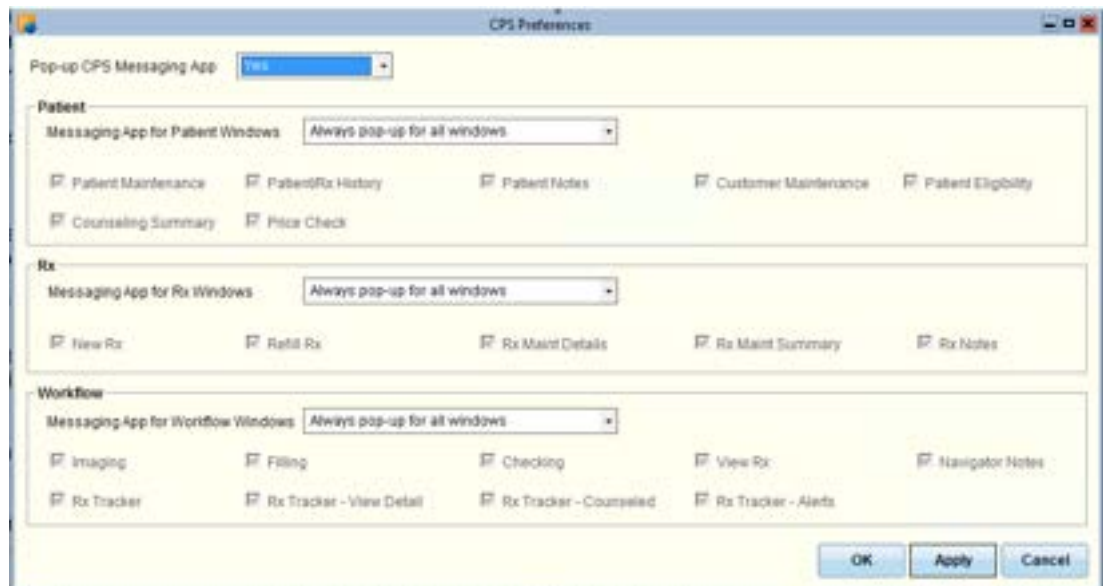 CPS Preferences
Pop-up CPS Messaging App Yes
Patient
Messaging App for Patient Windows Always pop-up for all windows
Patient Maintenance Patient/Rx History Patient Notes Customer Maintenance Patient Eligibility
Counseling Summary Price Check
Rx
Messaging App for Rx Windows Always pop-up for all windows
New Rx Refill Rx Rx Maint Details Rx Maint Summary Rx Notes
Workflow
Messaging App for Workflow Windows Always pop-up for all windows
Imaging Filling Checking View Rx Navigator Notes
Rx Tracker Rx Tracker - View Detail Rx Tracker - Counseled Rx Tracker - Alerts
OK Apply Cancel